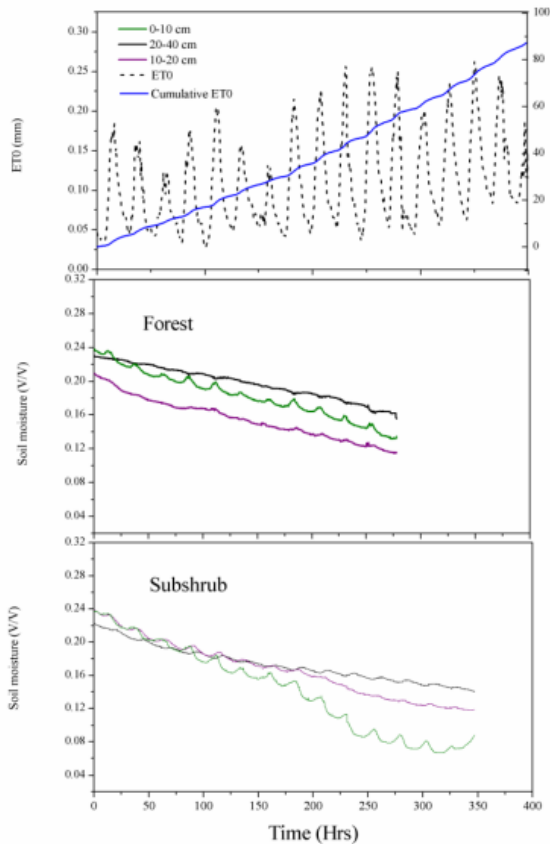 0-10 cm
20-40 cm
10-20 cm
ET0
Cumulative ET0
ET0 (mm)
0.30
0.25
0.20
0.15
0.10
0.05
0.00
100
80
60
40
20
0
Forest
Soil moisture (V/V)
0.32
0.28
0.24
0.20
0.16
0.12
0.08
0.04
Subshrub
Soil moisture (V/V)
0.32
0.28
0.24
0.20
0.16
0.12
0.08
0.04
0 50 100 150 200 250 300 350 400
Time (Hrs)